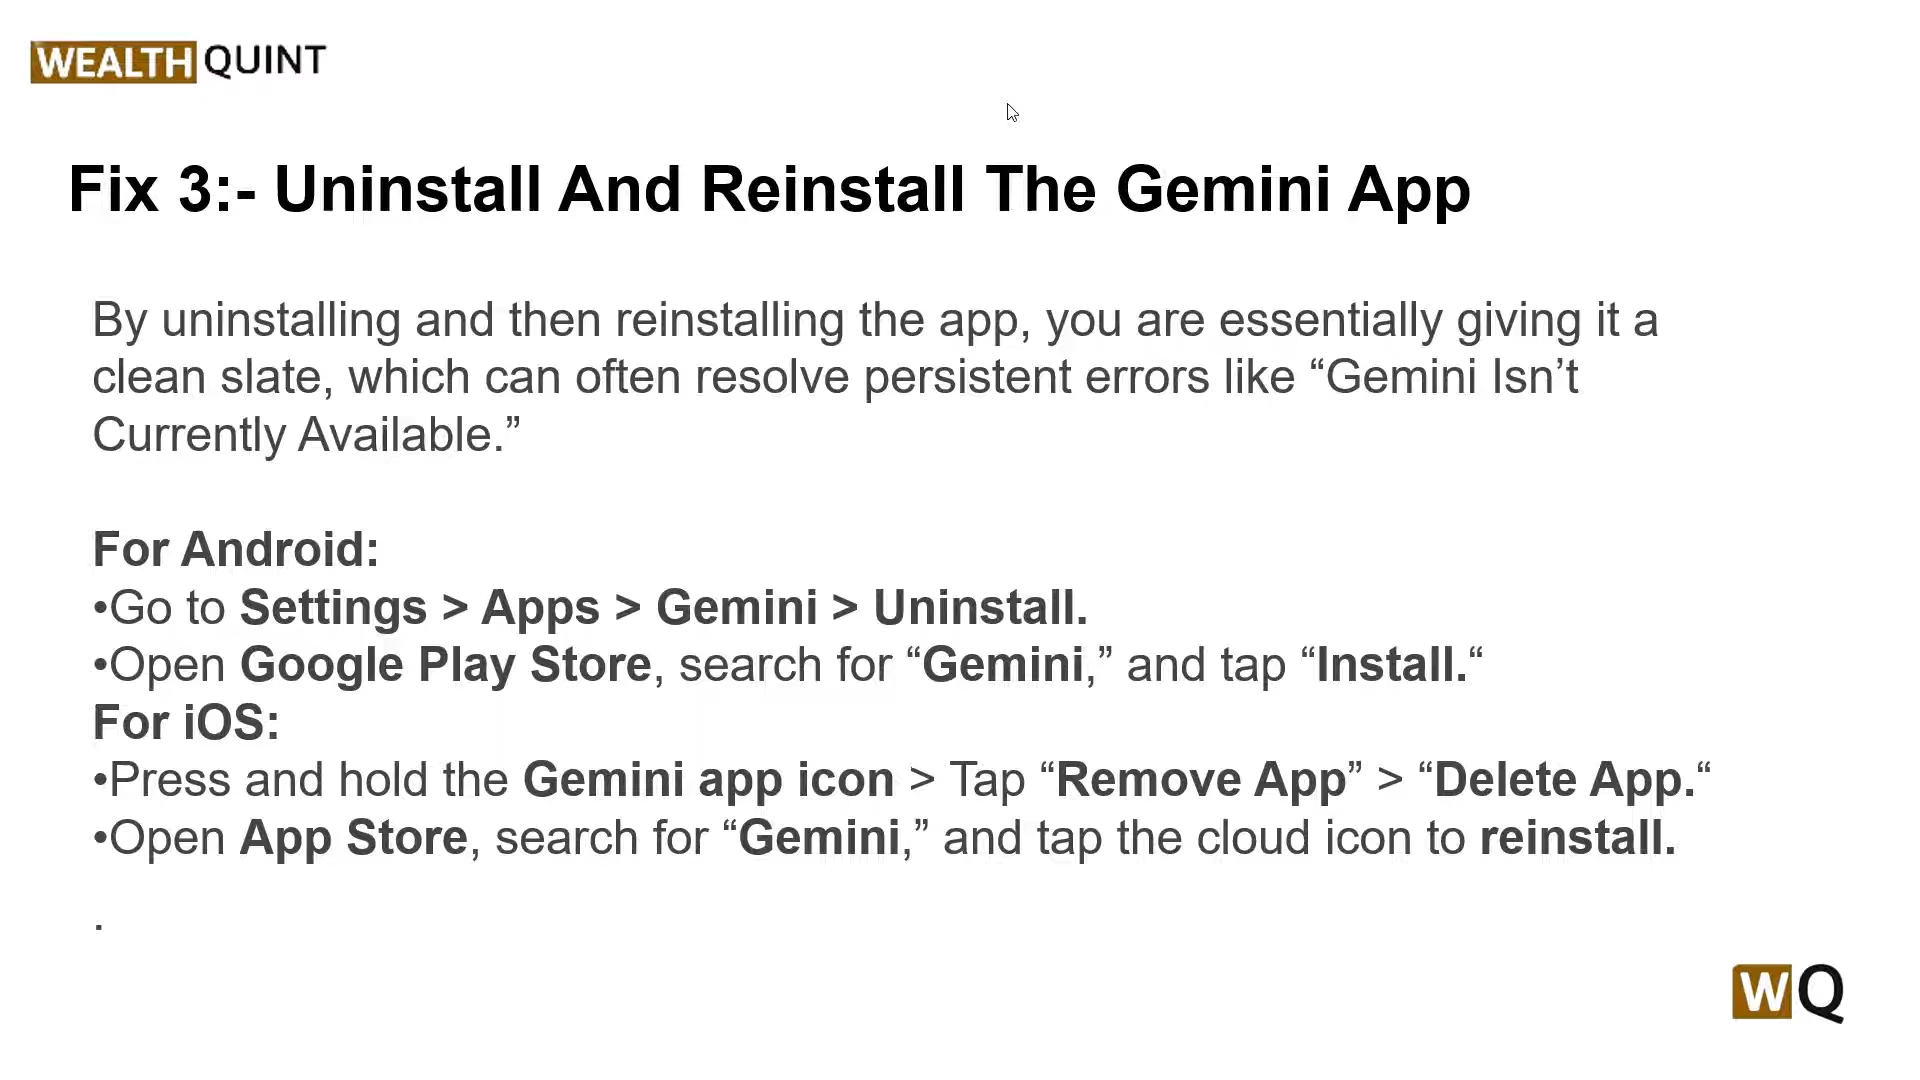 WEALTH QUINT
Fix 3:- Uninstall And Reinstall The Gemini App
By uninstalling and then reinstalling the app, you are essentially giving it a
clean slate, which can often resolve persistent errors like “Gemini Isn’t
Currently Available.”
For Android:
•Go to Settings > Apps > Gemini > Uninstall.
•Open Google Play Store, search for “Gemini,” and tap “Install.“
For iOS:
•Press and hold the Gemini app icon > Tap “Remove App” > “Delete App.“
•Open App Store, search for “Gemini,” and tap the cloud icon to reinstall.
.
WQ